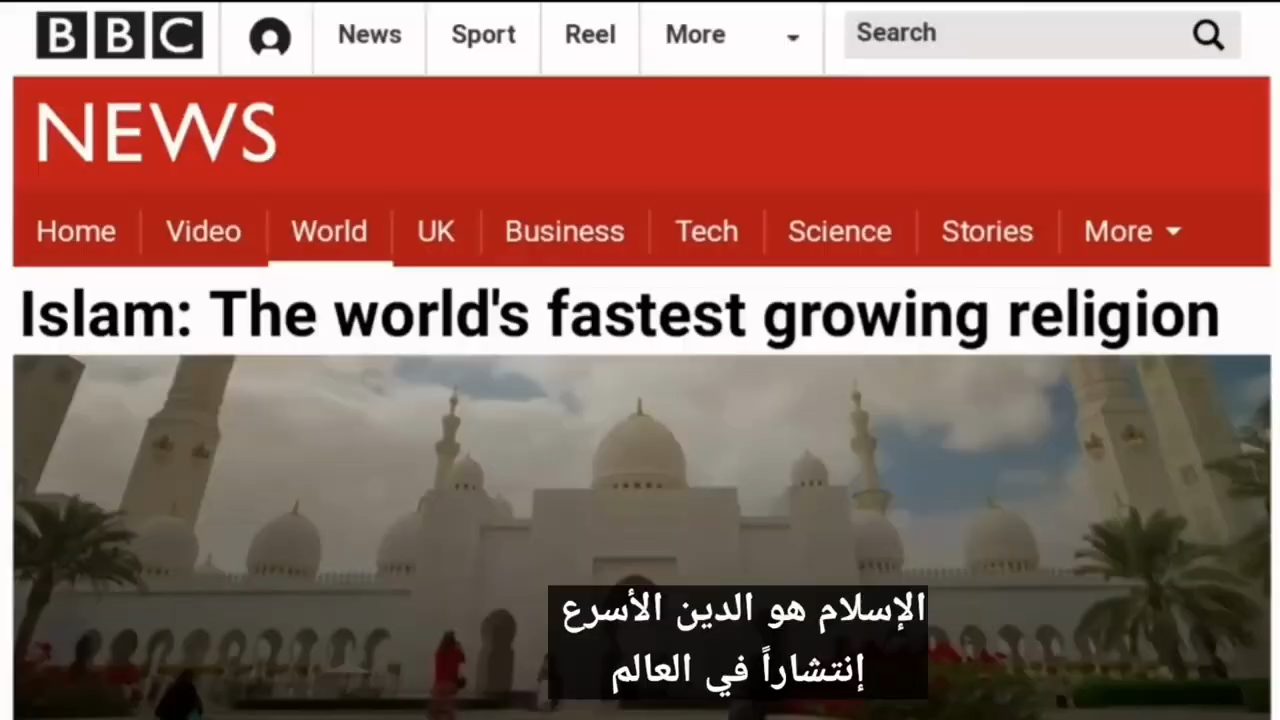 BBC News Sport Reel More Search
NEWS
Home Video World UK Business Tech Science Stories More
Islam: The world's fastest growing religion
الإسلام هو الدين الأسرع
إنتشاراً في العالم